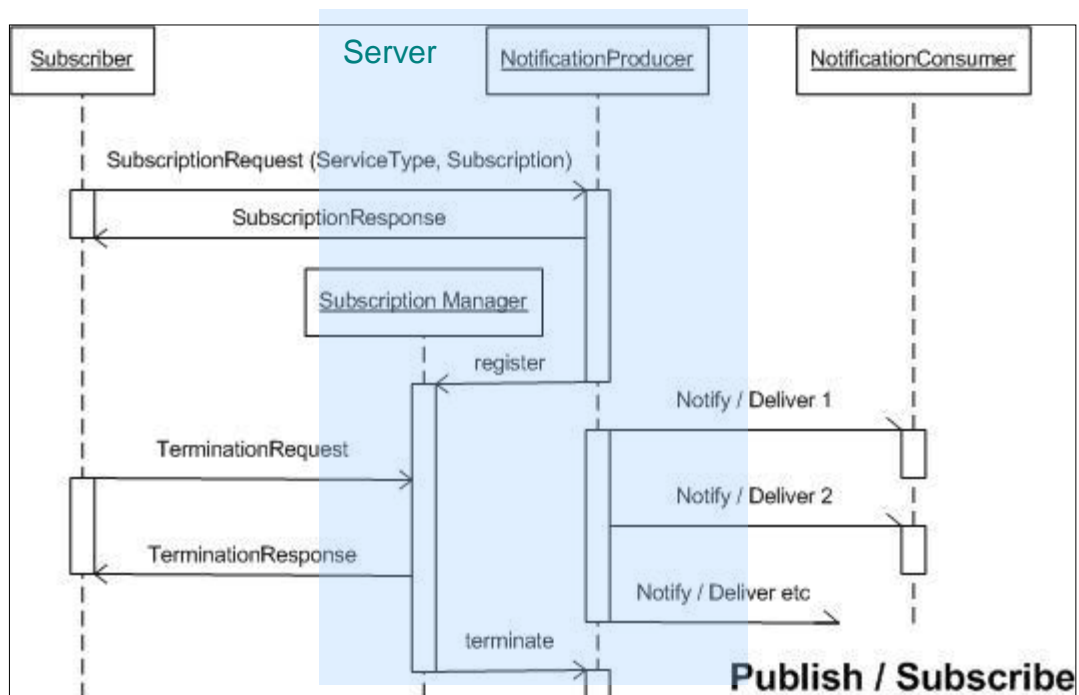 Server
Subscriber
NotificationProducer
NotificationConsumer
SubscriptionRequest (ServiceType, Subscription)
SubscriptionResponse
Subscription Manager
register
Notify / Deliver 1
TerminationRequest
Notify / Deliver 2
TerminationResponse
Notify / Deliver etc
terminate
Publish / Subscribe